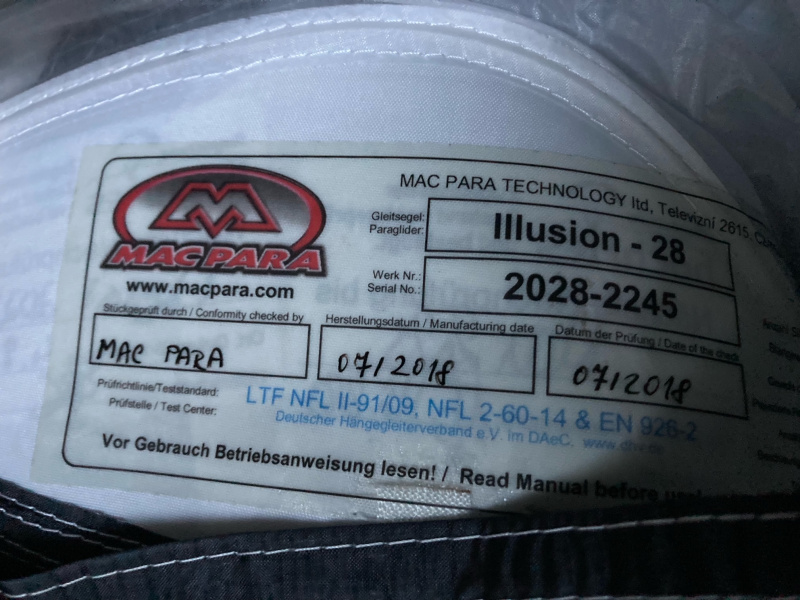 MAC PARA TECHNOLOGY ltd, Televizní 2615,
MAC PARA
www.macpara.com
Gleitsegel:
Paraglider:
Illusion - 28
Werk Nr.:
Serial No.:
2028-2245
Stückgeprüft durch / Conformity checked by
MAC PARA
Herstellungsdatum / Manufacturing date
07/2018
Datum der Prüfung / Date of the check
07/2018
Prüfrichtlinie/Teststandard:
Prüfstelle / Test Center:
LTF NFL II-91/09, NFL 2-60-14 & EN 926-2
Deutscher Hängegleiterverband e.V. im DAeC. www.dhv.de
Vor Gebrauch Betriebsanweisung lesen! / Read Manual before